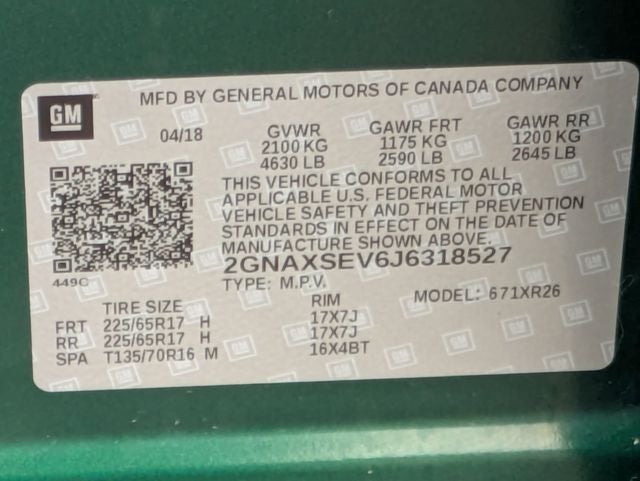 GM
MFD BY GENERAL MOTORS OF CANADA COMPANY
04/18 GVWR GAWR FRT GAWR RR
2100 KG 1175 KG 1200 KG
4630 LB 2590 LB 2645 LB
THIS VEHICLE CONFORMS TO ALL
APPLICABLE U.S. FEDERAL MOTOR
VEHICLE SAFETY AND THEFT PREVENTION
STANDARDS IN EFFECT ON THE DATE OF
MANUFACTURE SHOWN ABOVE.
2GNAXSEV6J6318527
449C
TYPE: M.P.V. MODEL: 671XR26
TIRE SIZE RIM
FRT 225/65R17 H 17X7J
RR 225/65R17 H 17X7J
SPA T135/70R16 M 16X4BT